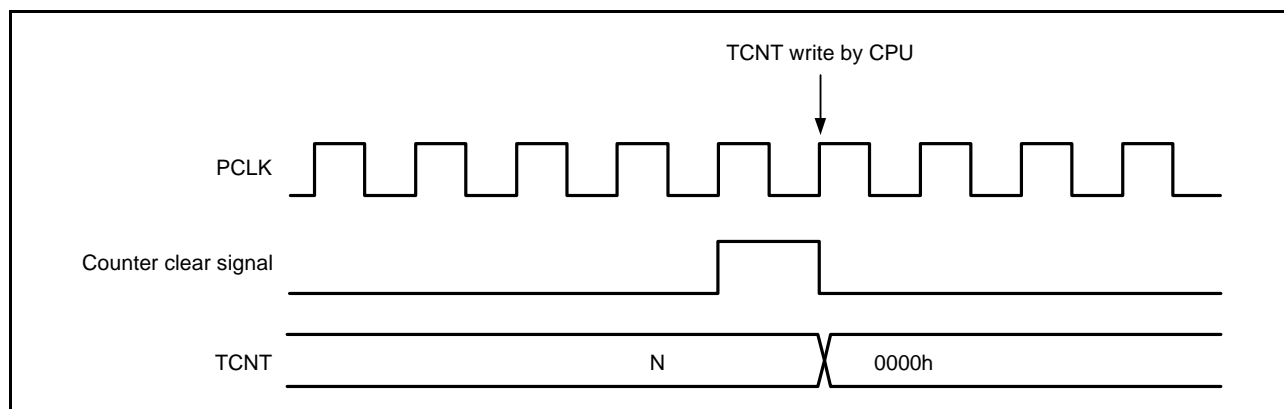 TCNT write by CPU
PCLK
Counter clear signal
TCNT
N
0000h